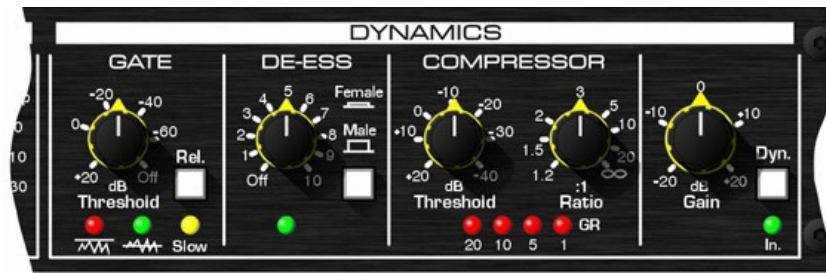 DYNAMICS
GATE
-20
-40
0
-60
+20
Off
dB
Threshold
Rel.
Slow
DE-ESS
5
4
6
3
7
2
8
1
9
Off
10
Female
Male
COMPRESSOR
-10
0
-20
+10
-30
+20
-40
dB
Threshold
3
2
5
1.5
10
1.2
20
∞
:1
Ratio
20
10
5
1
GR
0
-10
+10
-20
+20
dB
Gain
Dyn.
In.
10
30